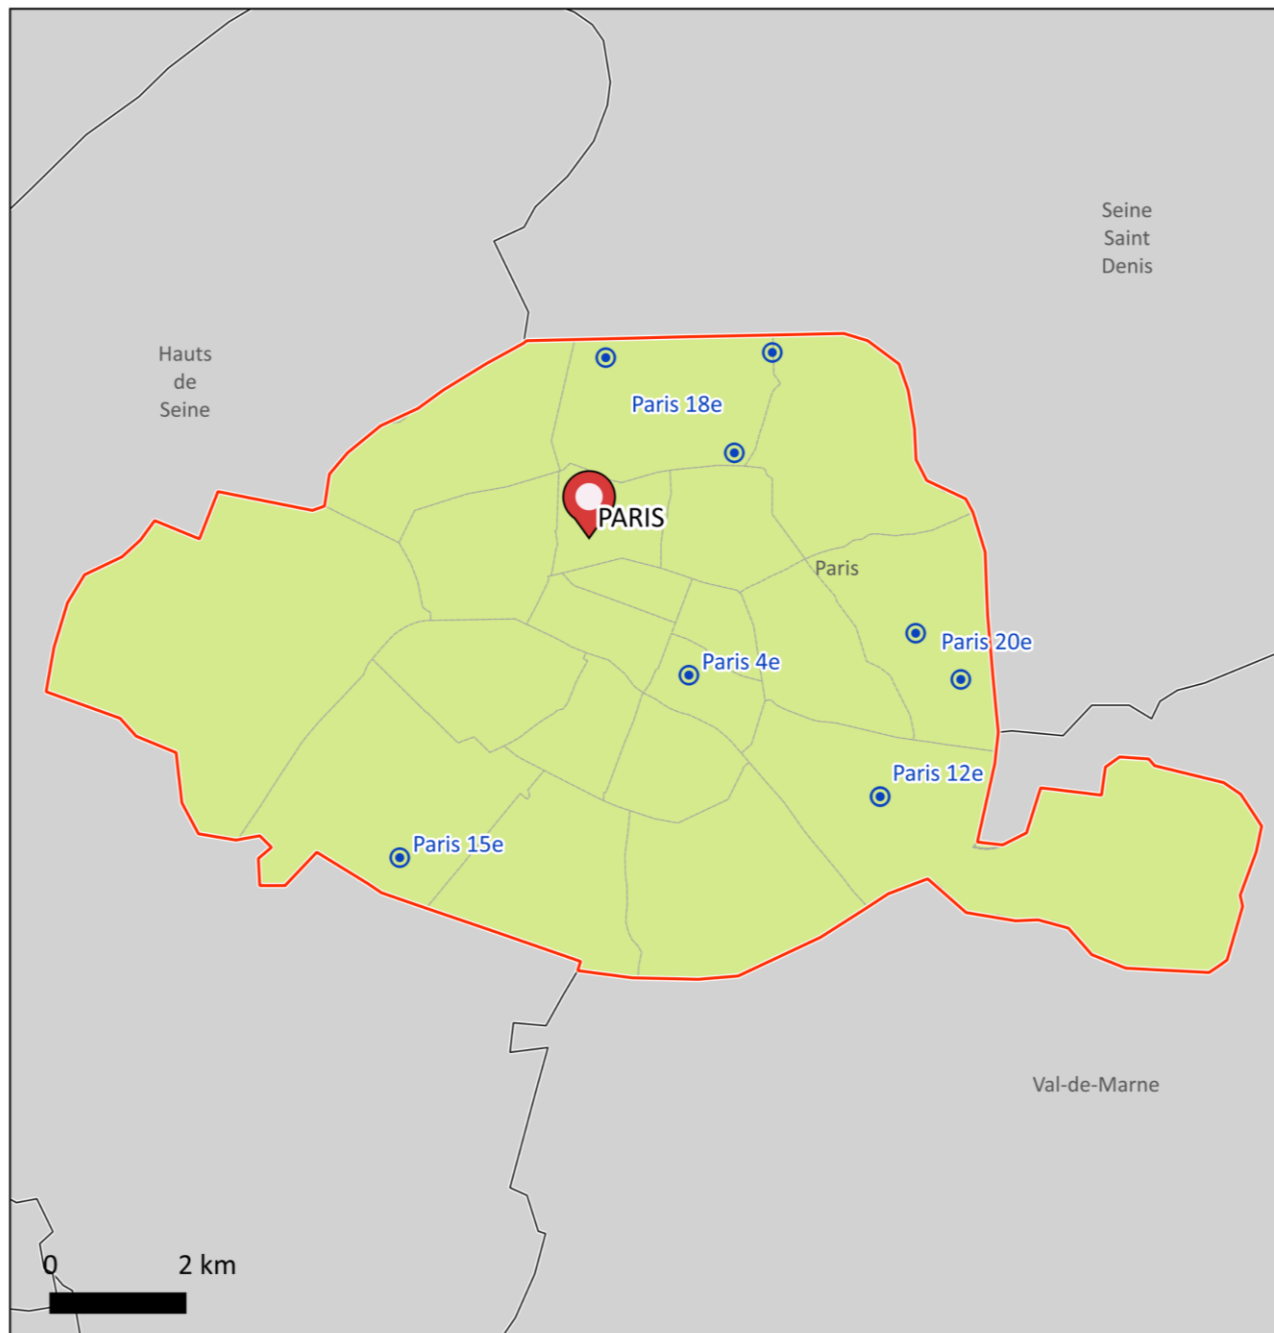 Seine
Saint
Denis
Hauts
de
Seine
Paris 18e
PARIS
Paris
Paris 20e
Paris 4e
Paris 12e
Paris 15e
Val-de-Marne
0 2 km